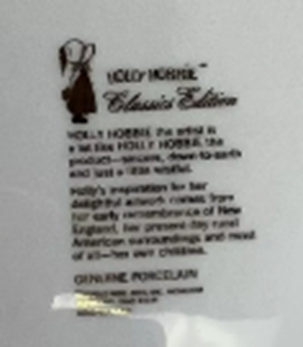 HOLLY HOBBIE™
Classics Edition
HOLLY HOBBIE the artist is
a lot like HOLLY HOBBIE the
product—sincere, down-to-earth
and just a little wistful.
Holly's inspiration for her
delightful artwork comes from
her early remembrance of New
England, her present-day rural
American surroundings and most
of all—her own children.
GENUINE PORCELAIN